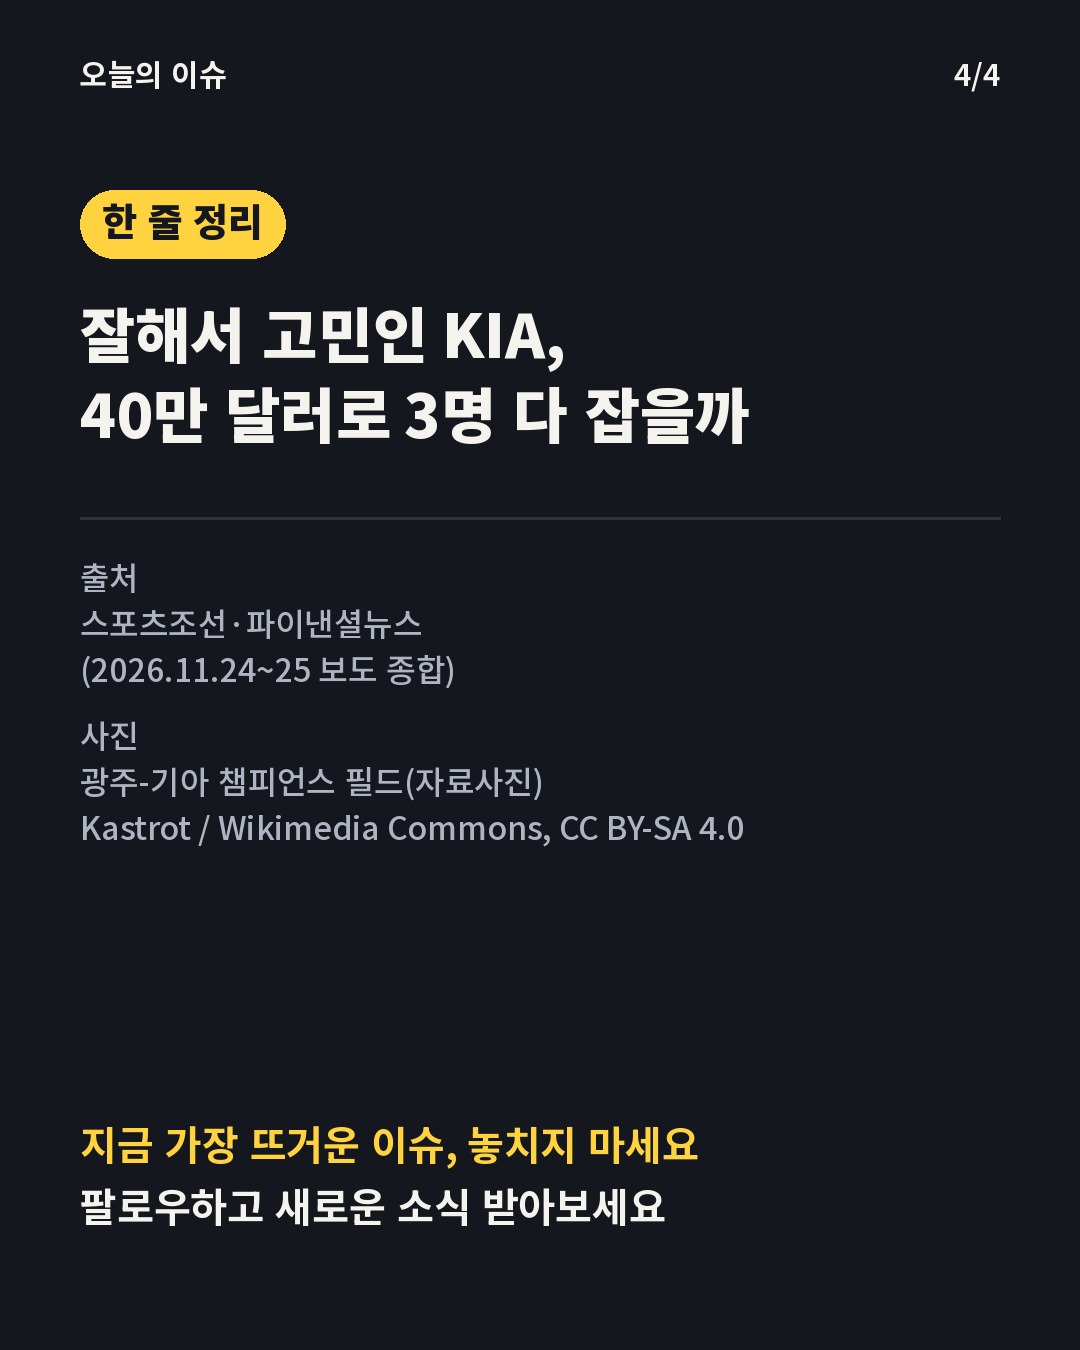 오늘의 이슈
4/4
한 줄 정리
잘해서 고민인 KIA,
40만 달러로 3명 다 잡을까
출처
스포츠조선·파이낸셜뉴스
(2026.11.24~25 보도 종합)
사진
광주-기아 챔피언스 필드(자료사진)
Kastrot / Wikimedia Commons, CC BY-SA 4.0
지금 가장 뜨거운 이슈, 놓치지 마세요
팔로우하고 새로운 소식 받아보세요